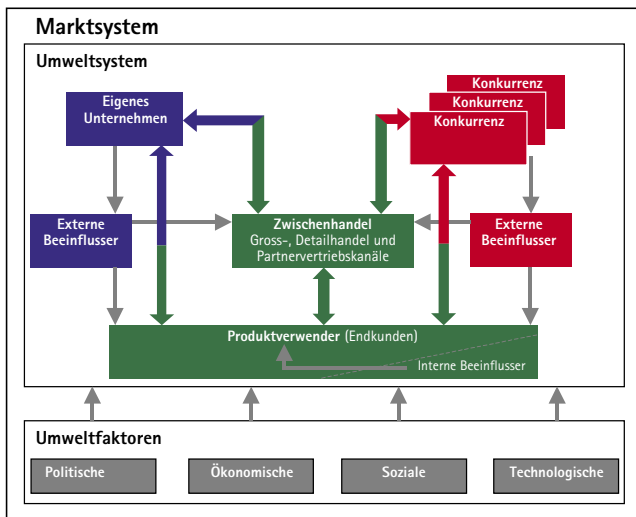 Marktsystem
Umweltsystem
Eigenes
Unternehmen
Konkurrenz
Konkurrenz
Konkurrenz
Externe
Beeinflusser
Zwischenhandel
Gross-, Detailhandel und
Partnervertriebskanäle
Externe
Beeinflusser
Produktverwender (Endkunden)
Interne Beeinflusser
Umweltfaktoren
Politische
Ökonomische
Soziale
Technologische